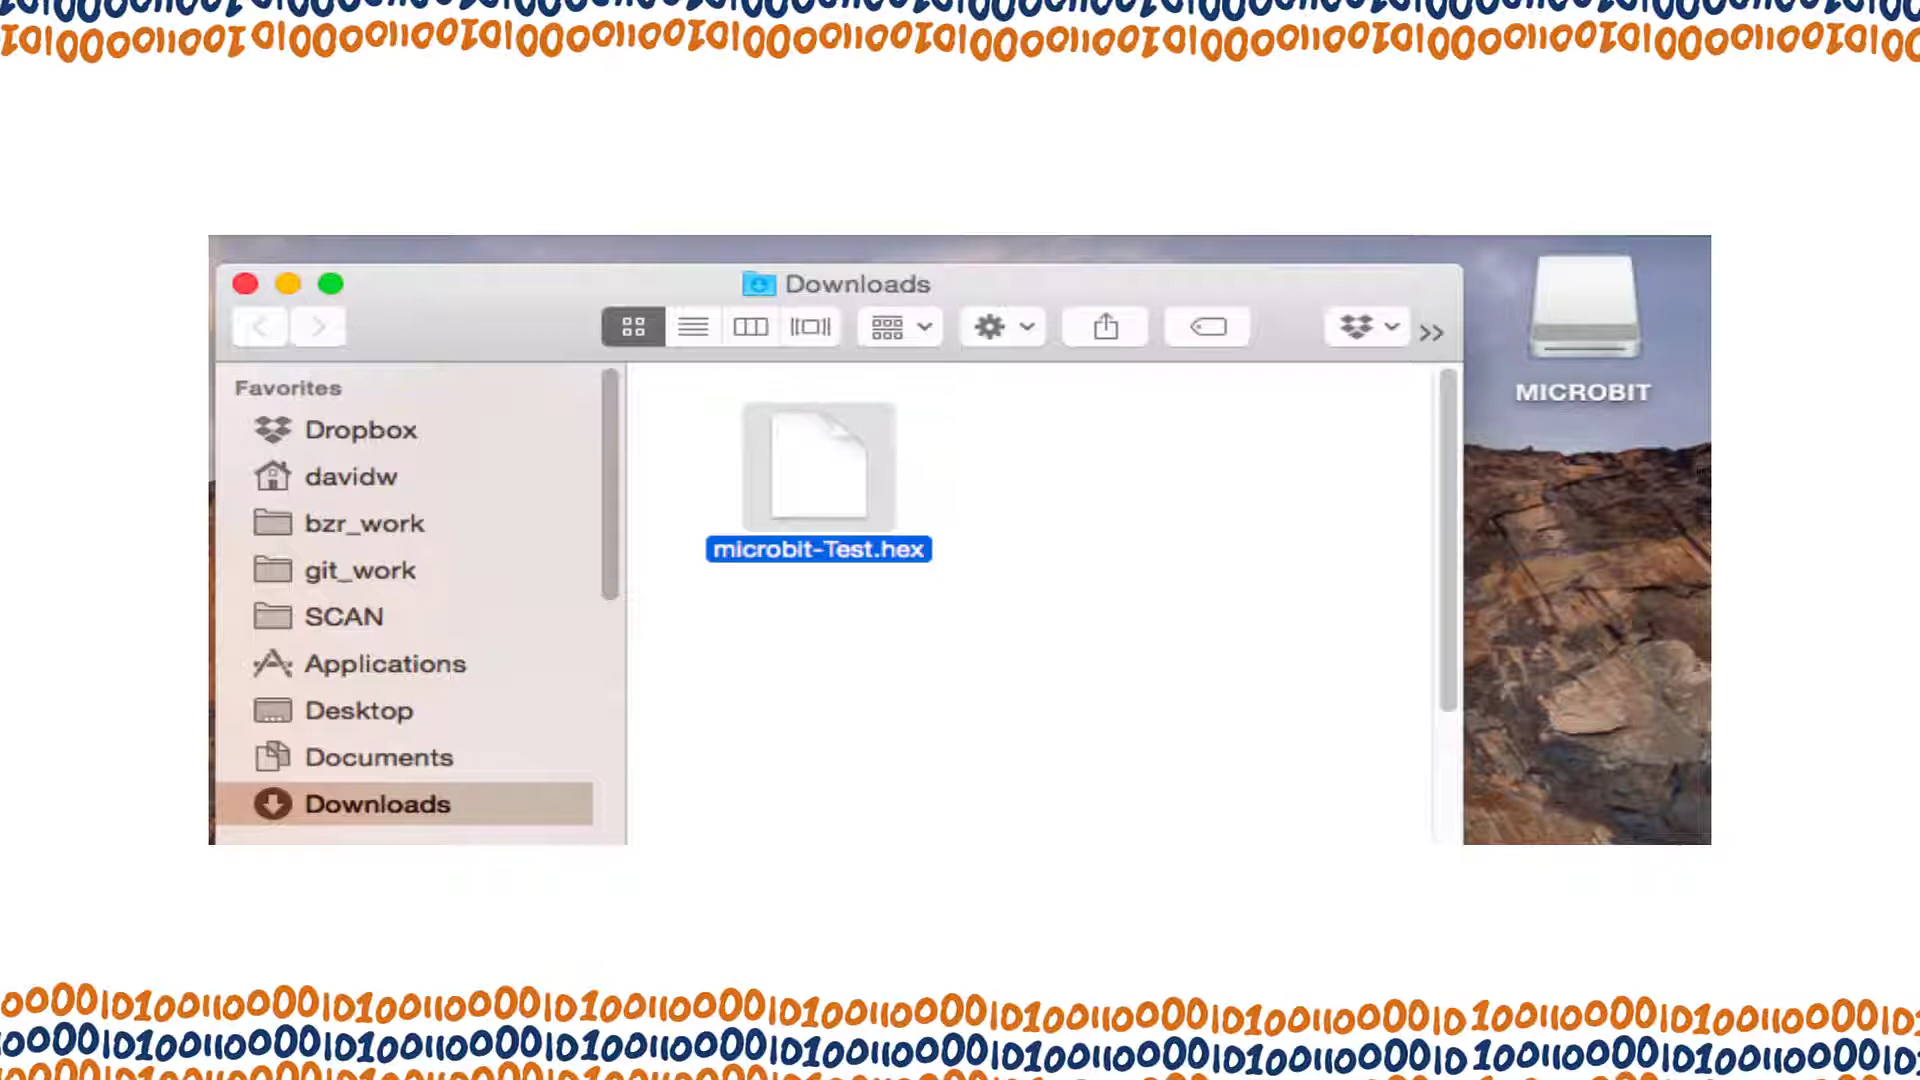 Downloads
MICROBIT
Favorites
Dropbox
davidw
bzr_work
git_work
SCAN
Applications
Desktop
Documents
Downloads
microbit-Test.hex